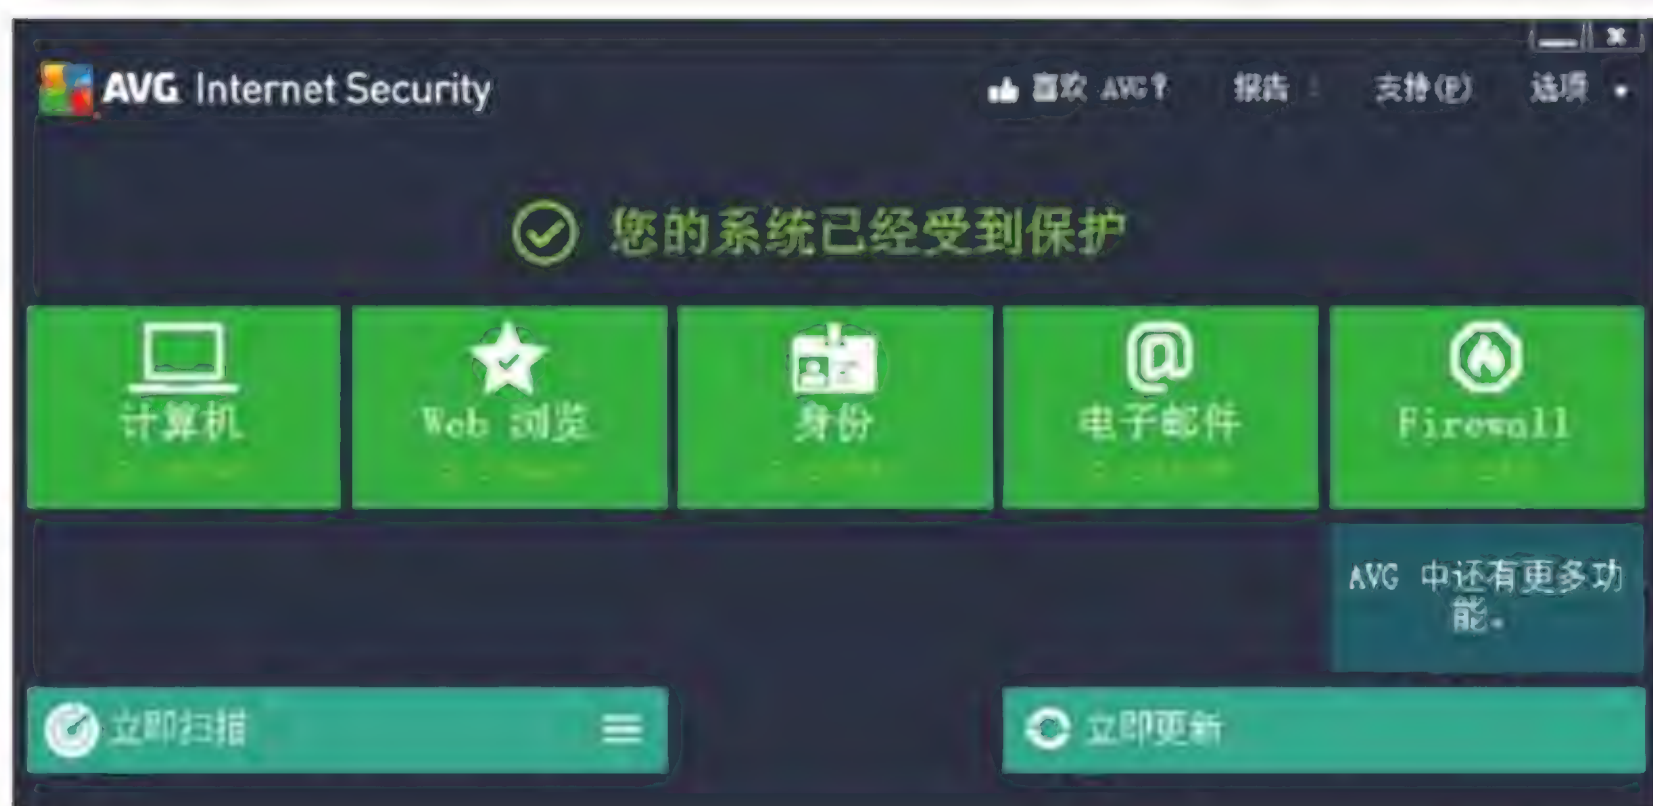 AVG Internet Security
喜欢 AVG?
报告
支持(P)
选项
您的系统已经受到保护
计算机
Web 浏览
身份
电子邮件
Firewall
AVG 中还有更多功
能。
立即扫描
立即更新